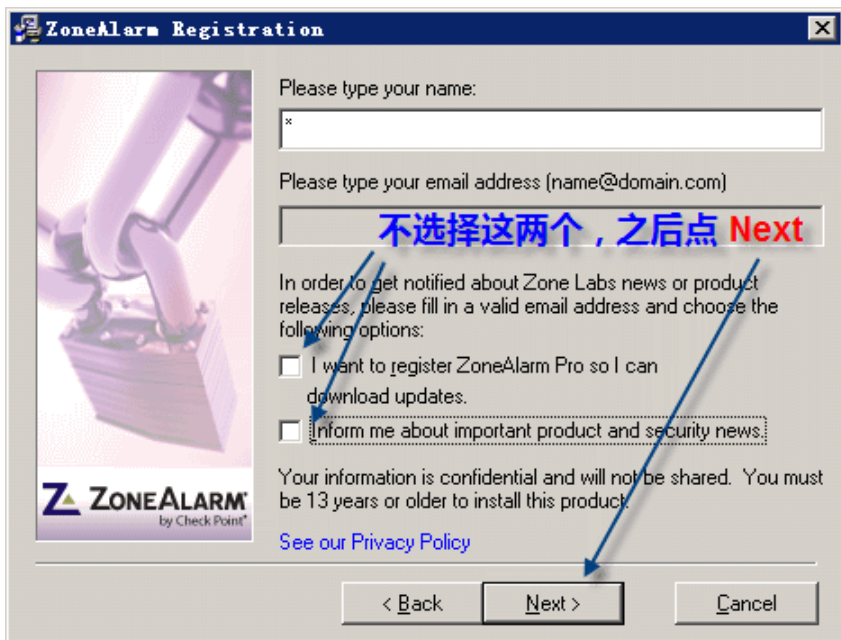 ZoneAlarm Registration
Please type your name:
*
Please type your email address (name@domain.com)
不选择这两个，之后点 Next
In order to get notified about Zone Labs news or product
releases, please fill in a valid email address and choose the
following options:
I want to register ZoneAlarm Pro so I can
download updates.
Inform me about important product and security news.
Your information is confidential and will not be shared. You must
be 13 years or older to install this product.
ZONEALARM
by Check Point
See our Privacy Policy
< Back
Next >
Cancel